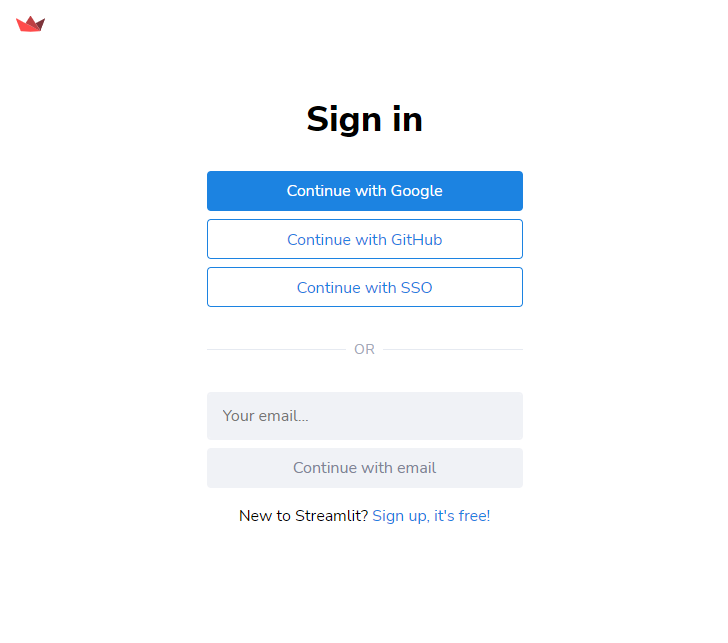 Sign in
Continue with Google
Continue with GitHub
Continue with SSO
OR
Your email...
Continue with email
New to Streamlit? Sign up, it's free!